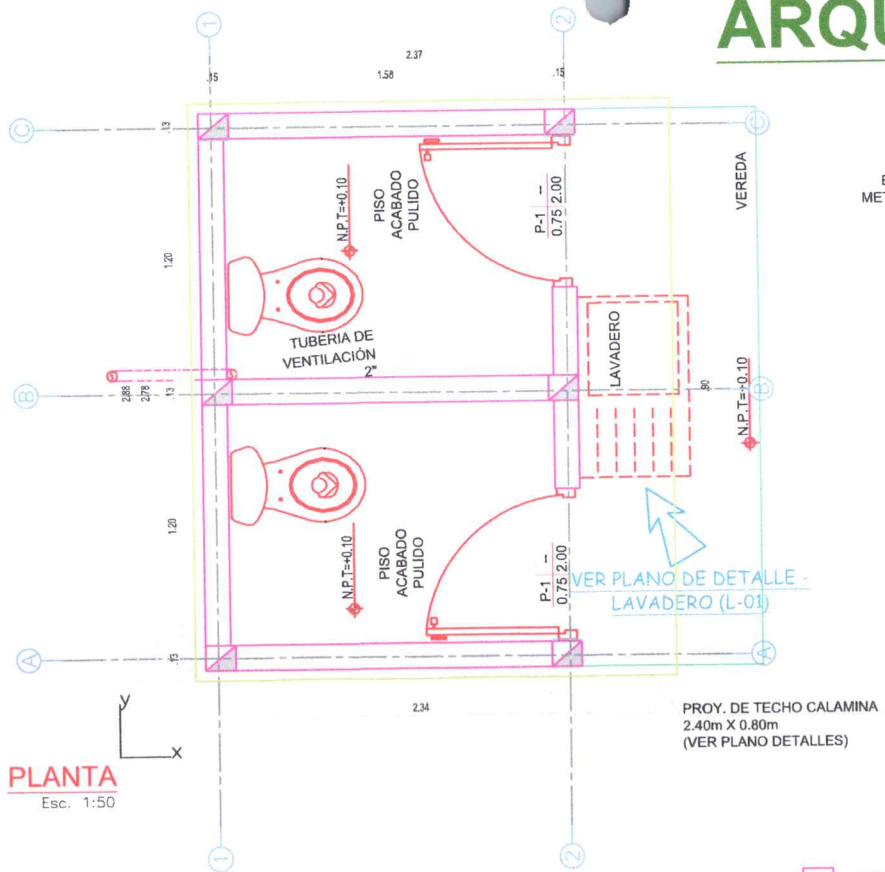 ARQU
1
2
2.37
.15
1.58
.15
C
C
.13
N.P.T=+0.10
PISO
ACABADO
PULIDO
P-1 --
0.75 2.00
VEREDA
MET
1.20
TUBERIA DE
VENTILACIÓN
2"
LAVADERO
B
2.88
2.78
.13
.90
N.P.T=+0.10
B
1.20
N.P.T=+0.10
PISO
ACABADO
PULIDO
P-1 --
0.75 2.00
VER PLANO DE DETALLE -
LAVADERO (L-01)
A
.13
A
2.34
y
x
PROY. DE TECHO CALAMINA
2.40m X 0.80m
(VER PLANO DETALLES)
PLANTA
Esc. 1:50
1
2